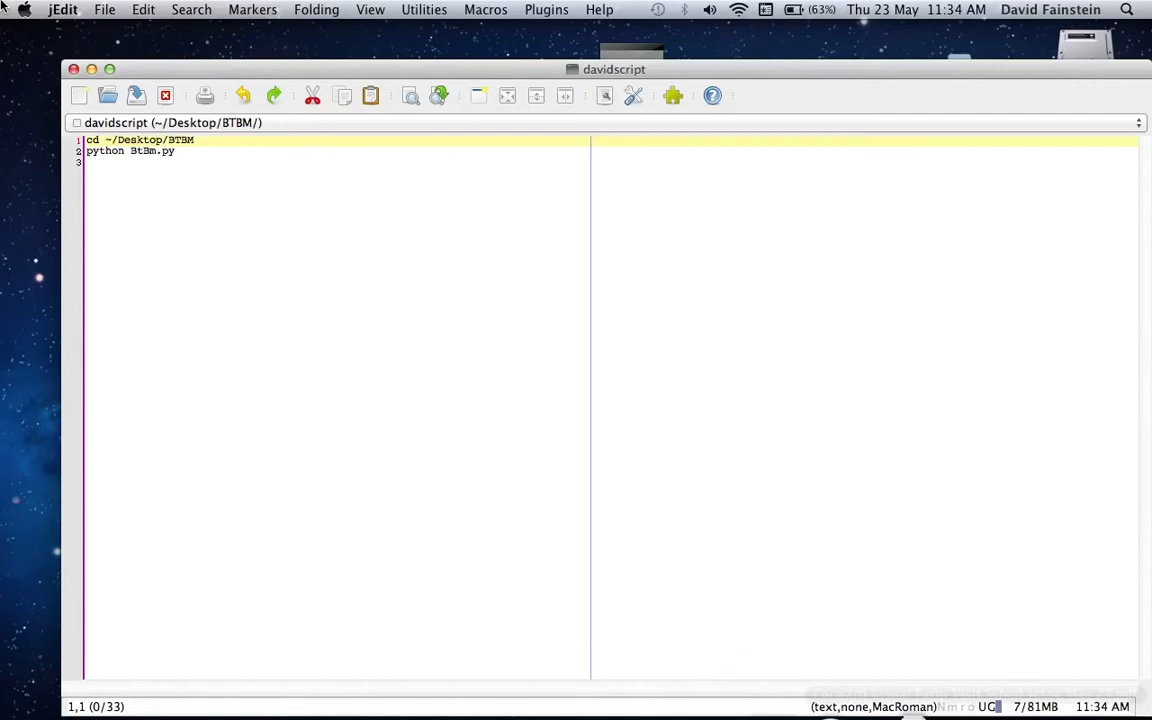 jEdit File Edit Search Markers Folding View Utilities Macros Plugins Help (63%) Thu 23 May 11:34 AM David Fainstein
davidscript
davidscript (~/Desktop/BTBM/)
1 cd ~/Desktop/BTBM
2 python BtBm.py
3
1,1 (0/33) (text,none,MacRoman)Nmro UG 7/81MB 11:34 AM